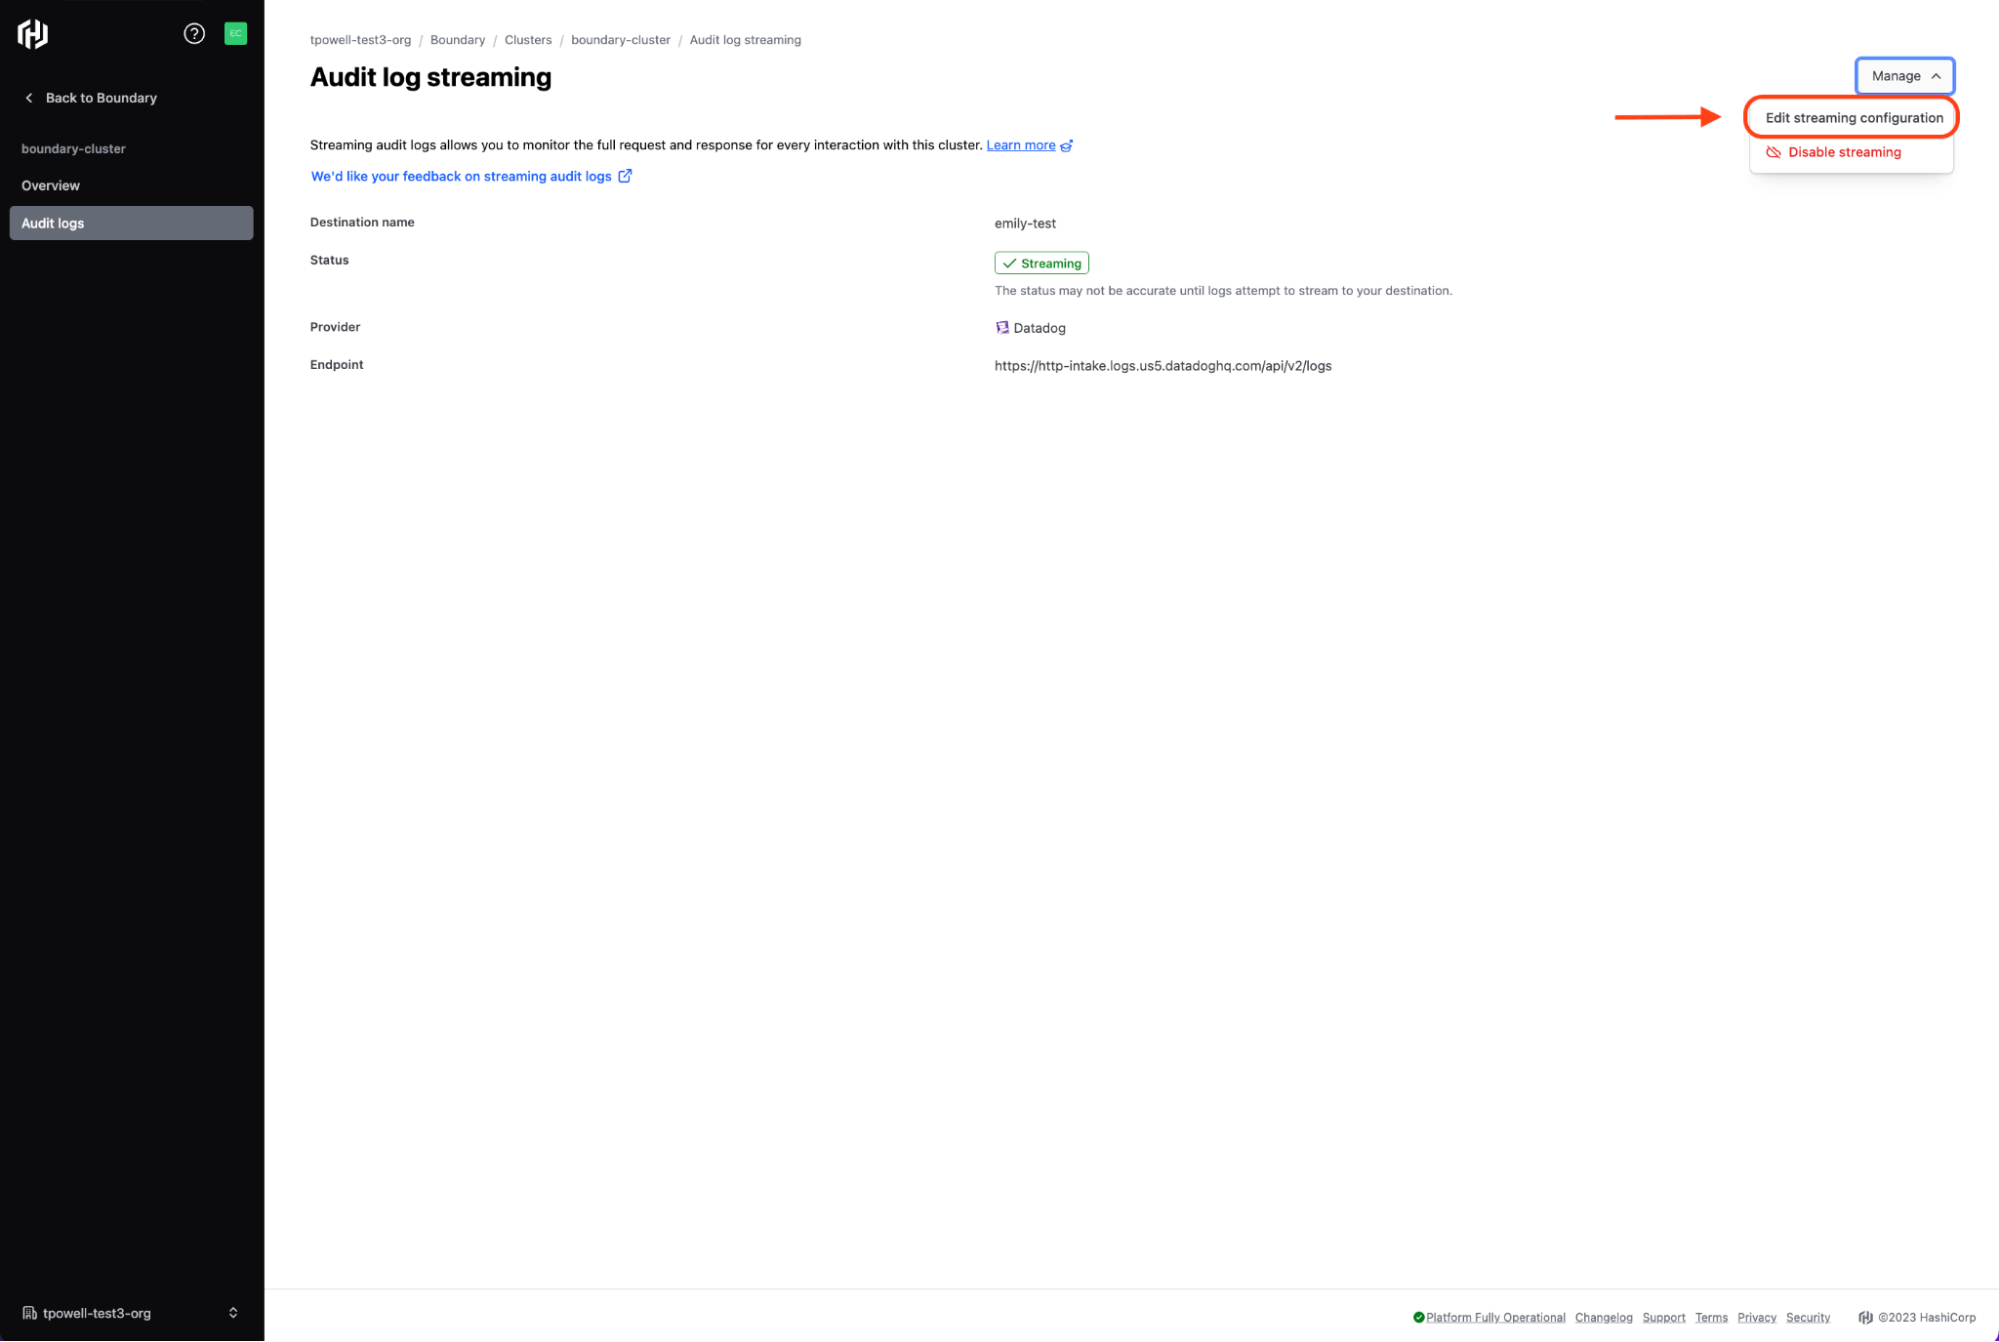 EC
Back to Boundary
boundary-cluster
Overview
Audit logs
tpowell-test3-org
tpowell-test3-org / Boundary / Clusters / boundary-cluster / Audit log streaming
Audit log streaming
Manage
Edit streaming configuration
Disable streaming
Streaming audit logs allows you to monitor the full request and response for every interaction with this cluster. Learn more
We'd like your feedback on streaming audit logs
Destination name
emily-test
Status
Streaming
The status may not be accurate until logs attempt to stream to your destination.
Provider
Datadog
Endpoint
https://http-intake.logs.us5.datadoghq.com/api/v2/logs
Platform Fully Operational Changelog Support Terms Privacy Security ©2023 HashiCorp